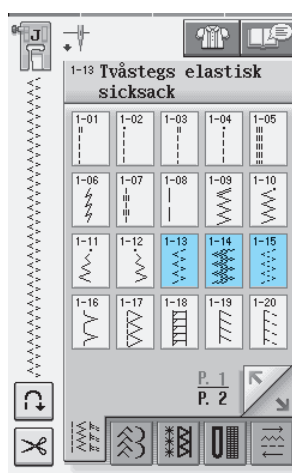 J
1-13 Tvåstegs elastisk
sicksack
1-01 1-02 1-03 1-04 1-05
1-06 1-07 1-08 1-09 1-10
1-11 1-12 1-13 1-14 1-15
1-16 1-17 1-18 1-19 1-20
P. 1
P. 2